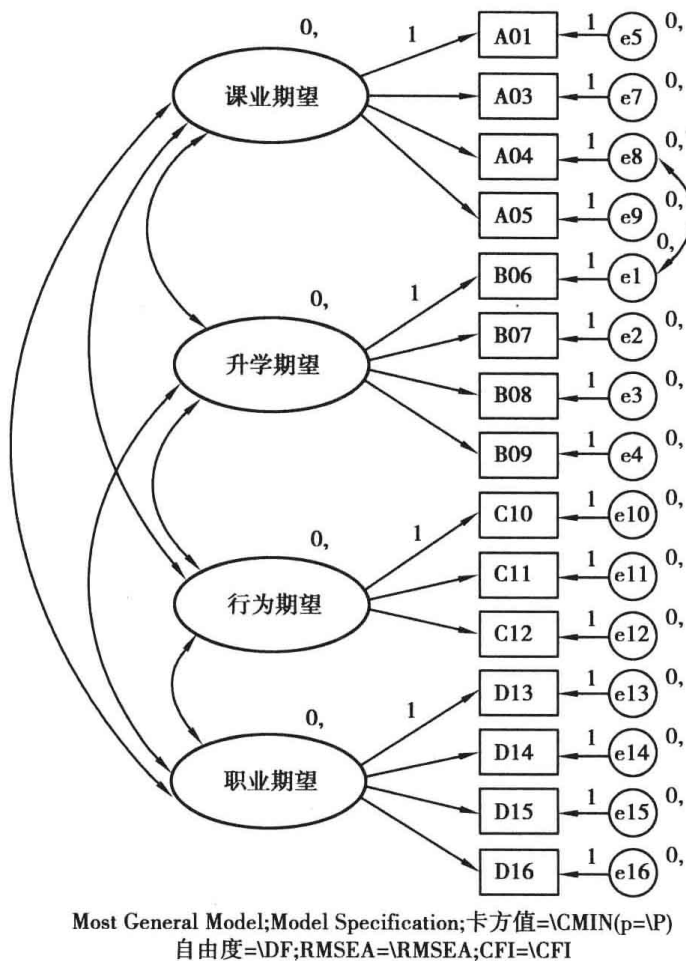 0, 1 A01 1 e5 0,
课业期望 A03 1 e7 0,
A04 1 e8 0,
A05 1 e9 0,
0,
0, 1 B06 1 e1
升学期望 B07 1 e2 0,
B08 1 e3 0,
B09 1 e4 0,
0, 1 C10 1 e10 0,
行为期望 C11 1 e11 0,
C12 1 e12 0,
0, 1 D13 1 e13 0,
职业期望 D14 1 e14 0,
D15 1 e15 0,
D16 1 e16 0,
Most General Model;Model Specification;卡方值=\CMIN(p=\P)
自由度=\DF;RMSEA=\RMSEA;CFI=\CFI